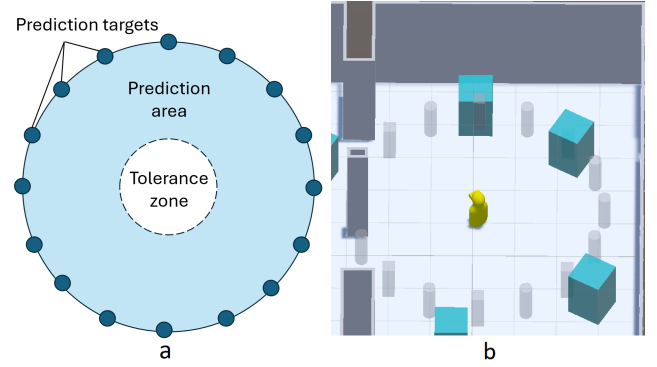 Prediction targets
Prediction
area
Tolerance
zone
a
b